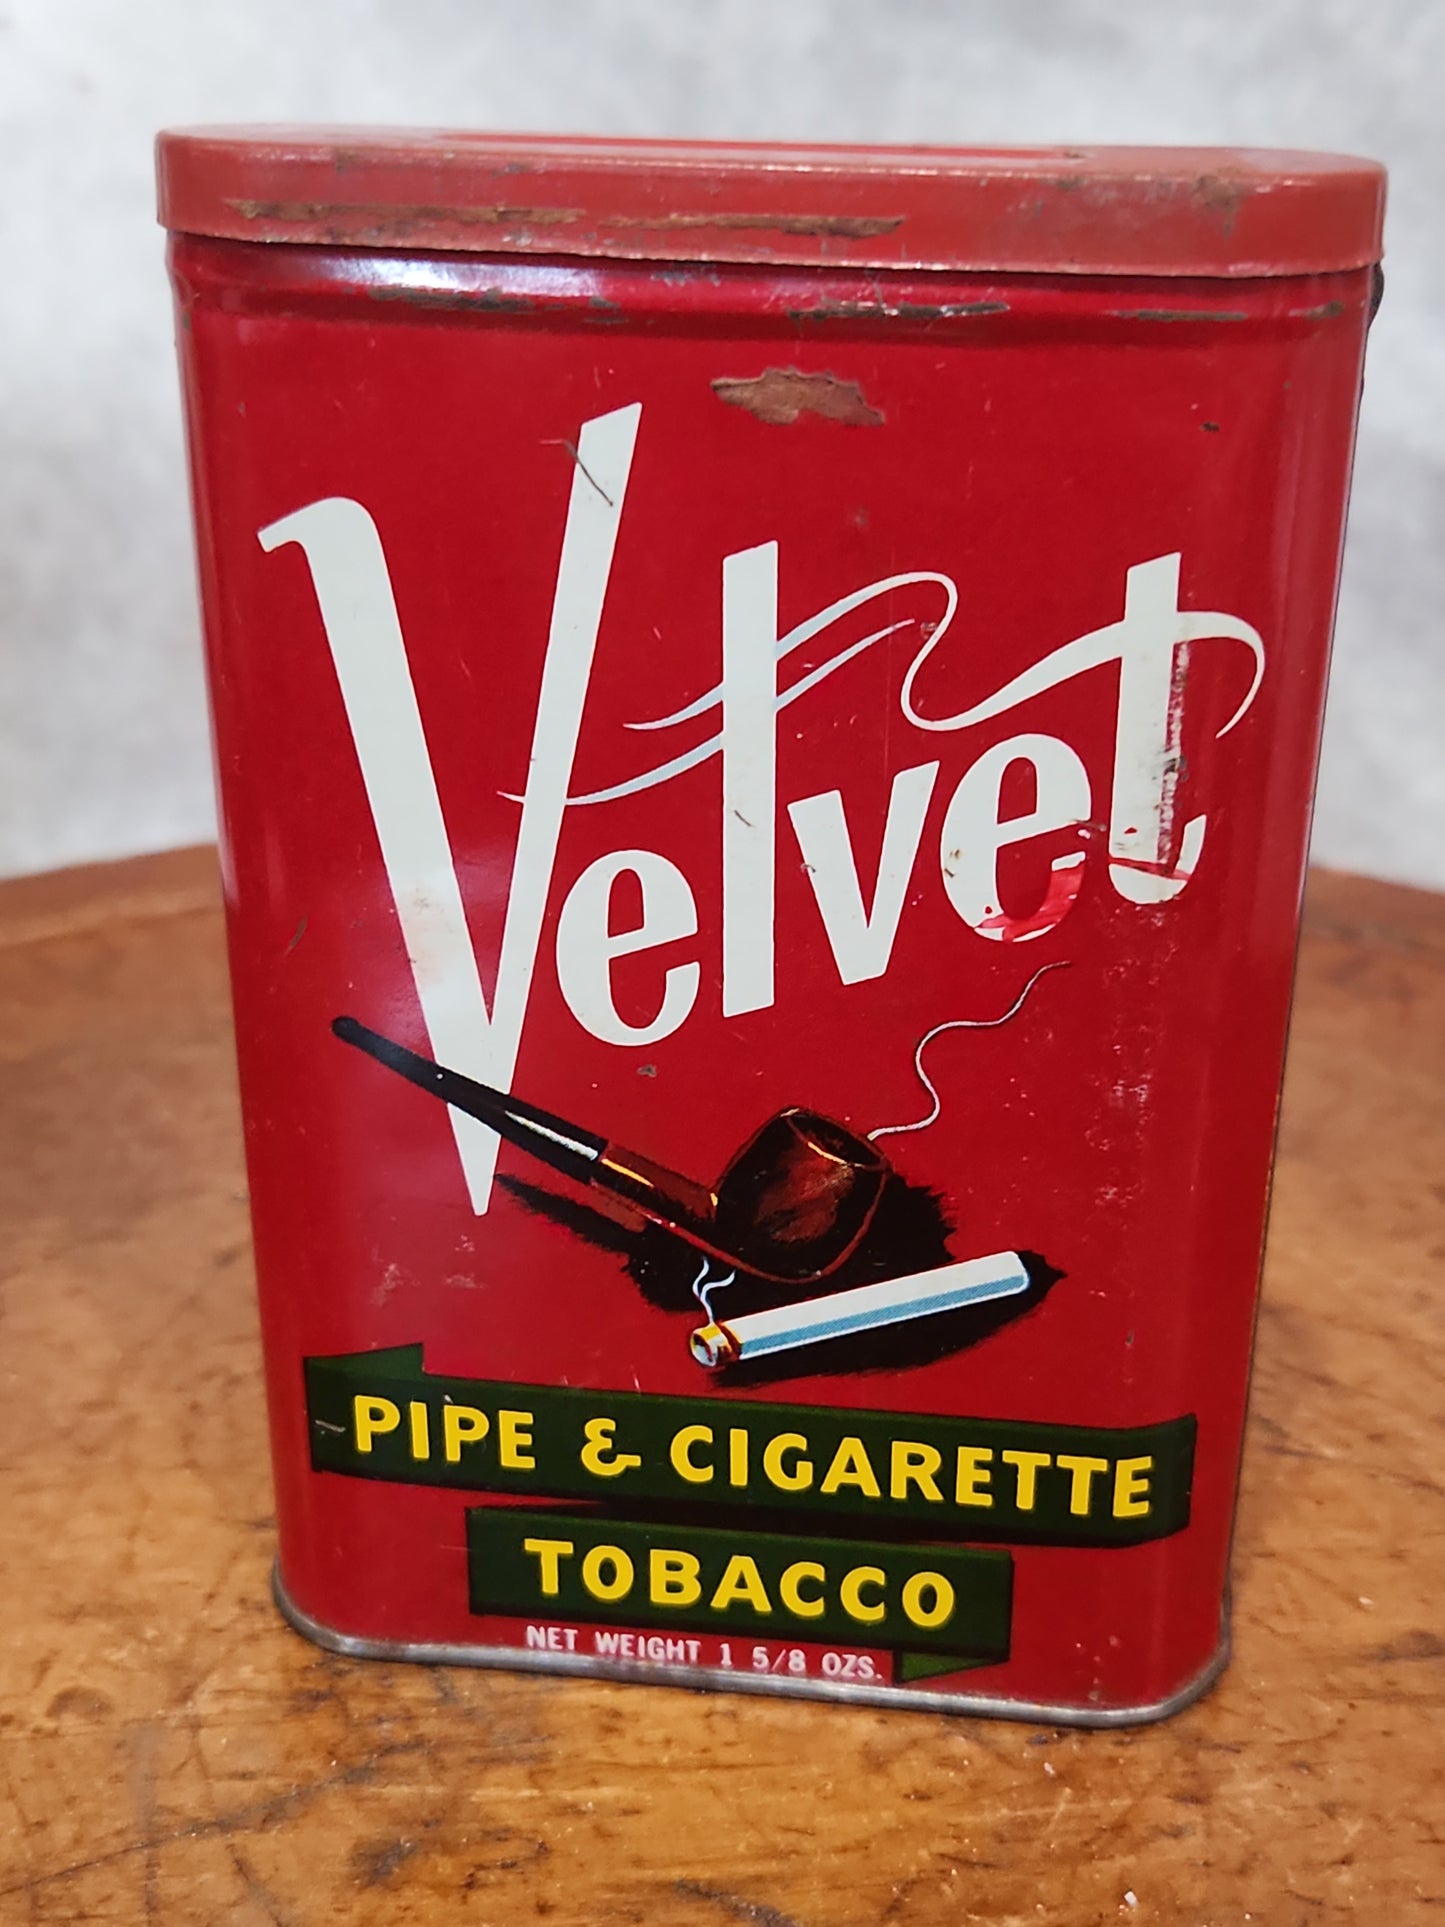 Velvet
PIPE & CIGARETTE
TOBACCO
NET WEIGHT 1 5/8 OZS.